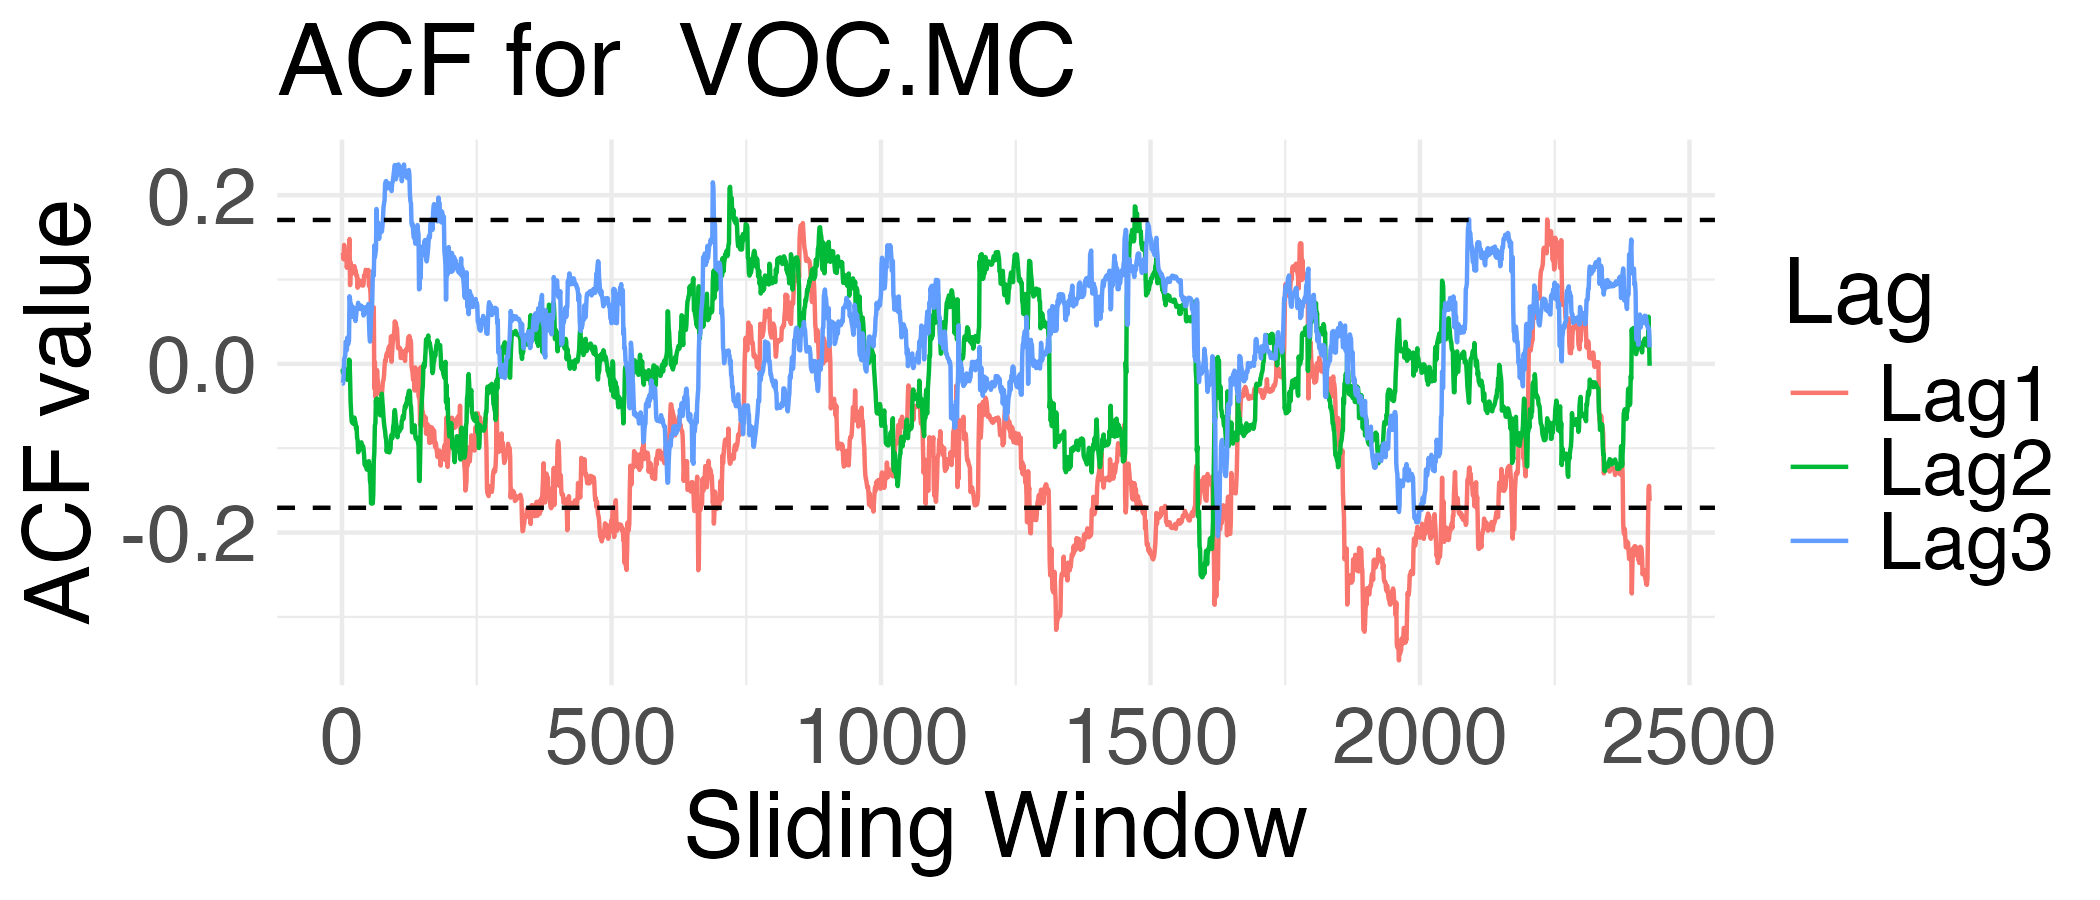 ACF for  VOC.MC
ACF value
0.2
0.0
-0.2
0
500
1000
1500
2000
2500
Sliding Window
Lag
Lag1
Lag2
Lag3